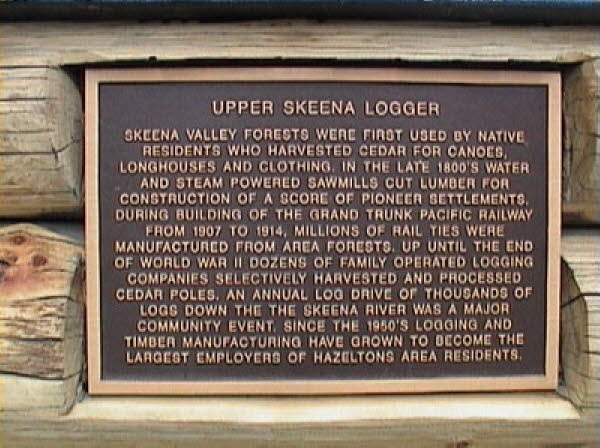 UPPER SKEENA LOGGER
SKEENA VALLEY FORESTS WERE FIRST USED BY NATIVE
RESIDENTS WHO HARVESTED CEDAR FOR CANOES,
LONGHOUSES AND CLOTHING. IN THE LATE 1800'S WATER
AND STEAM POWERED SAWMILLS CUT LUMBER FOR
CONSTRUCTION OF A SCORE OF PIONEER SETTLEMENTS.
DURING BUILDING OF THE GRAND TRUNK PACIFIC RAILWAY
FROM 1907 TO 1914, MILLIONS OF RAIL TIES WERE
MANUFACTURED FROM AREA FORESTS. UP UNTIL THE END
OF WORLD WAR II DOZENS OF FAMILY OPERATED LOGGING
COMPANIES SELECTIVELY HARVESTED AND PROCESSED
CEDAR POLES. AN ANNUAL LOG DRIVE OF THOUSANDS OF
LOGS DOWN THE THE SKEENA RIVER WAS A MAJOR
COMMUNITY EVENT. SINCE THE 1950'S LOGGING AND
TIMBER MANUFACTURING HAVE GROWN TO BECOME THE
LARGEST EMPLOYERS OF HAZELTONS AREA RESIDENTS.